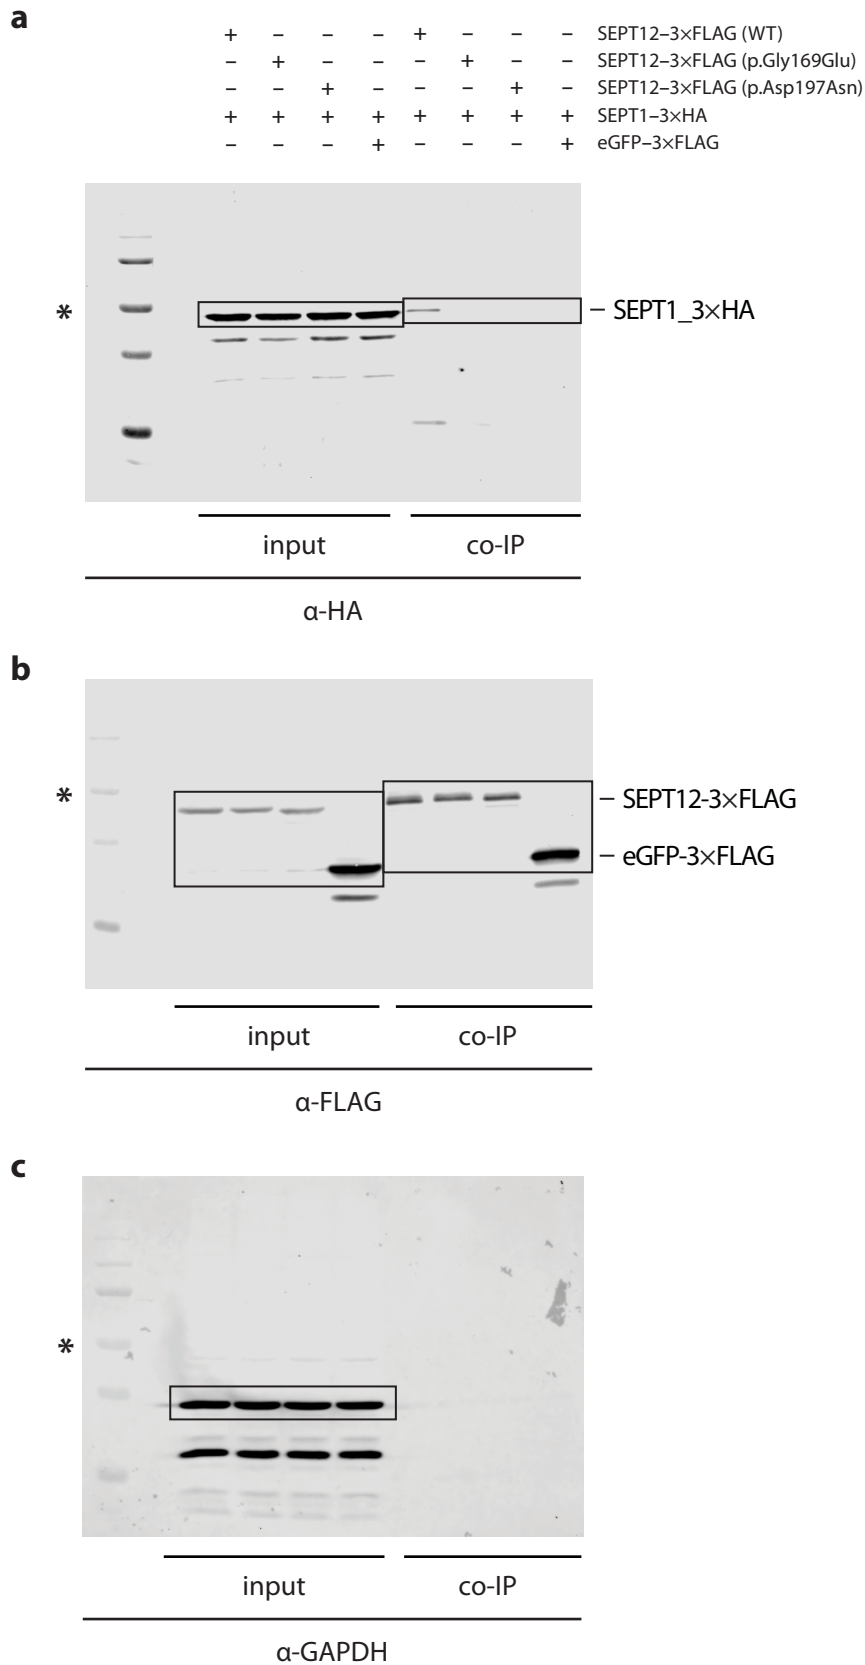 a
+ – – – + – – – SEPT12–3×FLAG (WT)
– + – – – + – – SEPT12–3×FLAG (p.Gly169Glu)
– – + – – – + – SEPT12–3×FLAG (p.Asp197Asn)
+ + + + + + + + SEPT1–3×HA
– – – + – – – + eGFP–3×FLAG
* – SEPT1_3×HA
input co-IP
α-HA
b
* – SEPT12-3×FLAG
– eGFP-3×FLAG
input co-IP
α-FLAG
c
*
input co-IP
α-GAPDH